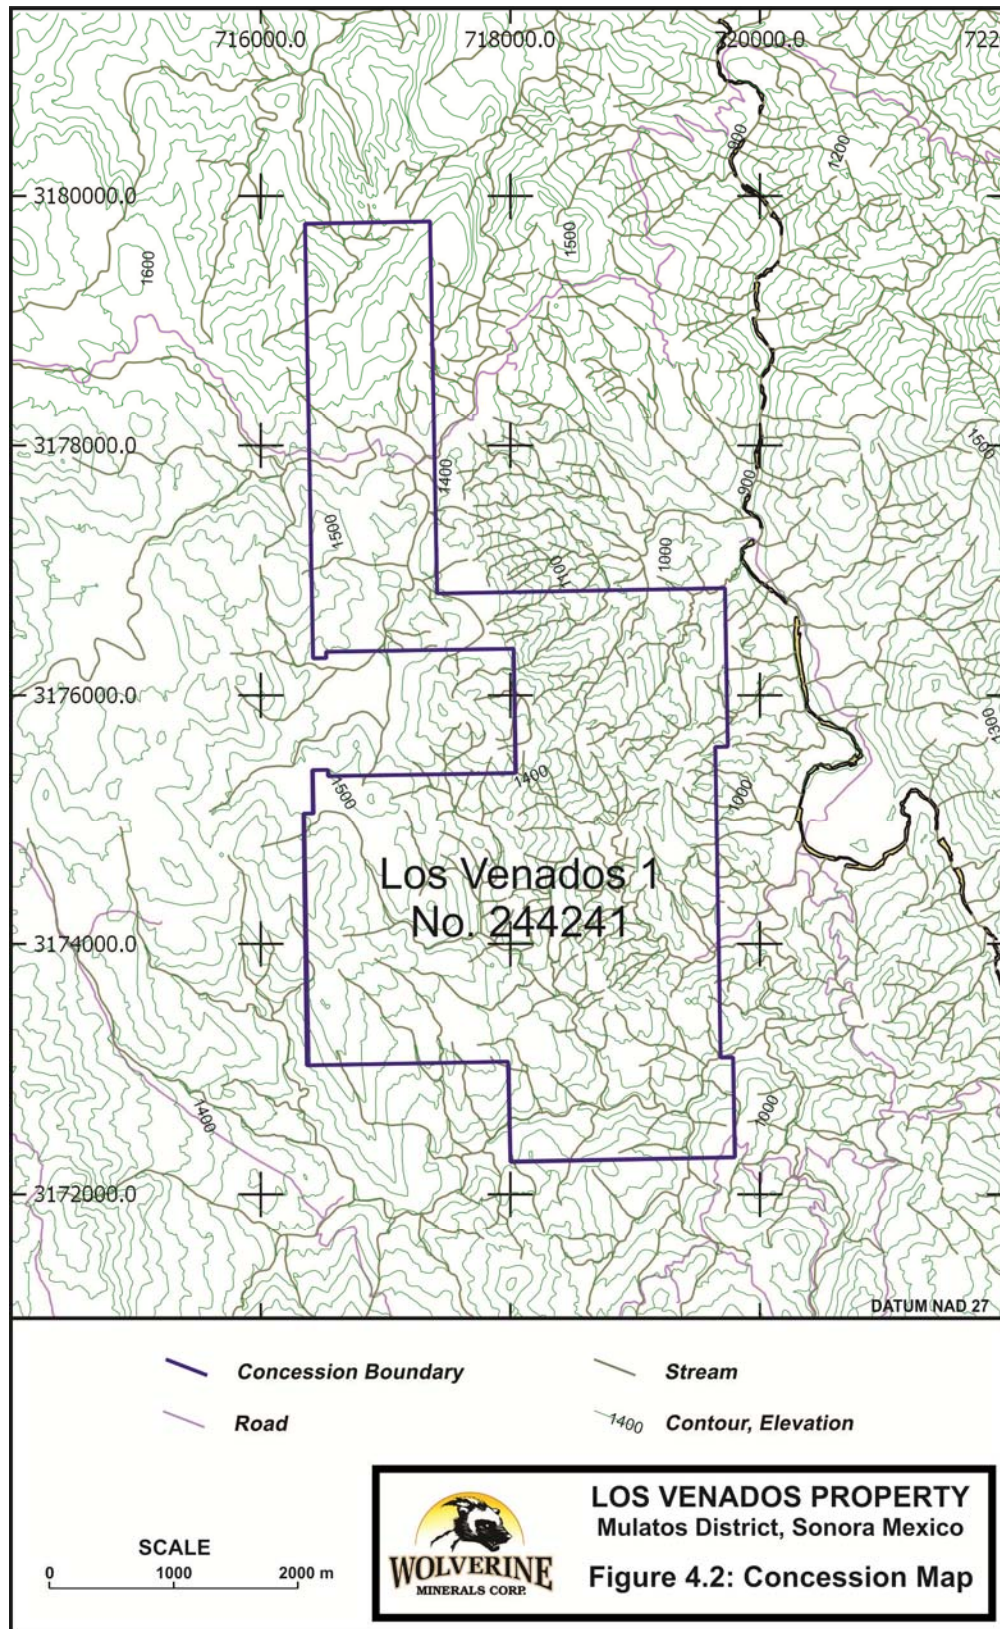 716000.0
718000.0
720000.0
722
900
1200
3180000.0
1500
1600
3178000.0
1400
1500
900
1500
1100
1000
3176000.0
1300
1500
1400
1000
Los Venados 1
No. 244241
3174000.0
1400
1000
3172000.0
DATUM NAD 27
Concession Boundary
Stream
Road
1400
Contour, Elevation
SCALE
0
1000
2000 m
WOLVERINE
MINERALS CORP.
LOS VENADOS PROPERTY
Mulatos District, Sonora Mexico
Figure 4.2: Concession Map